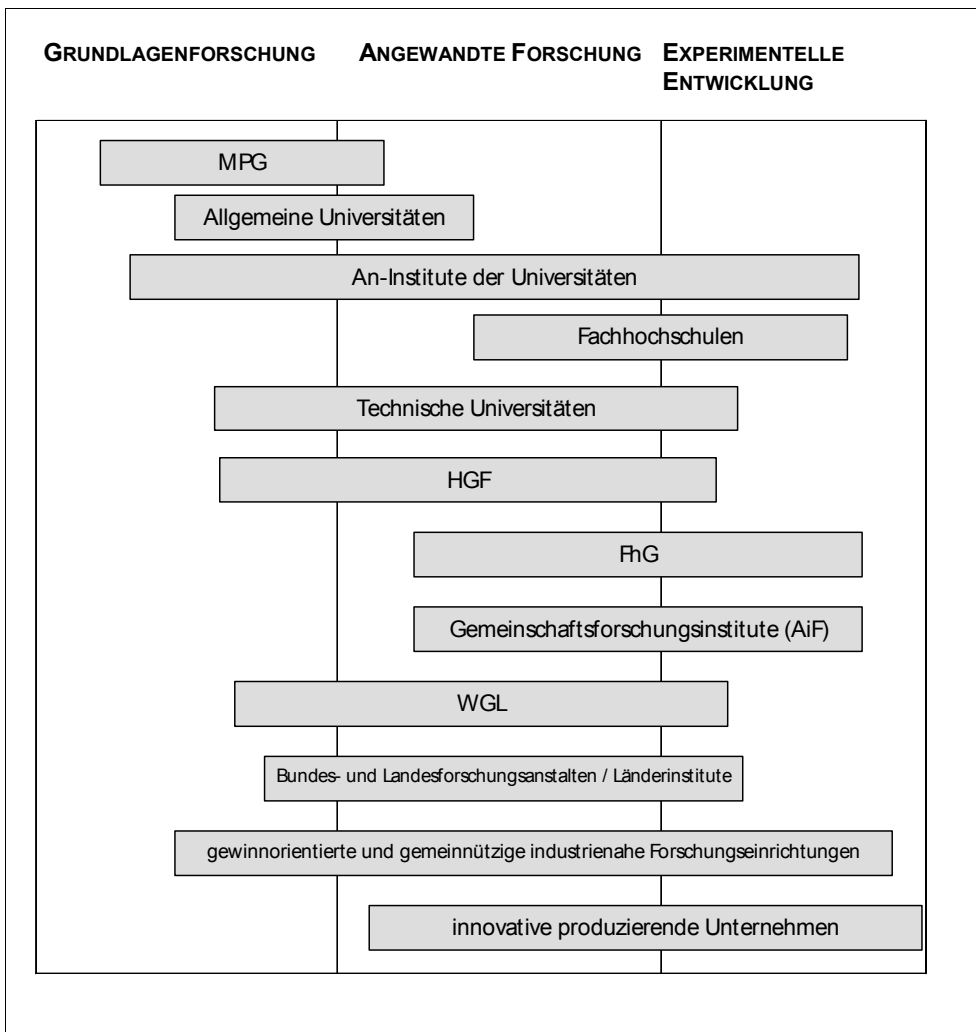 GRUNDLAGENFORSCHUNG ANGEWANDTE FORSCHUNG EXPERIMENTELLE
ENTWICKLUNG
MPG
Allgemeine Universitäten
An-Institute der Universitäten
Fachhochschulen
Technische Universitäten
HGF
FhG
Gemeinschaftsforschungsinstitute (AiF)
WGL
Bundes- und Landesforschungsanstalten / Länderinstitute
gewinnorientierte und gemeinnützige industrienahe Forschungseinrichtungen
innovative produzierende Unternehmen